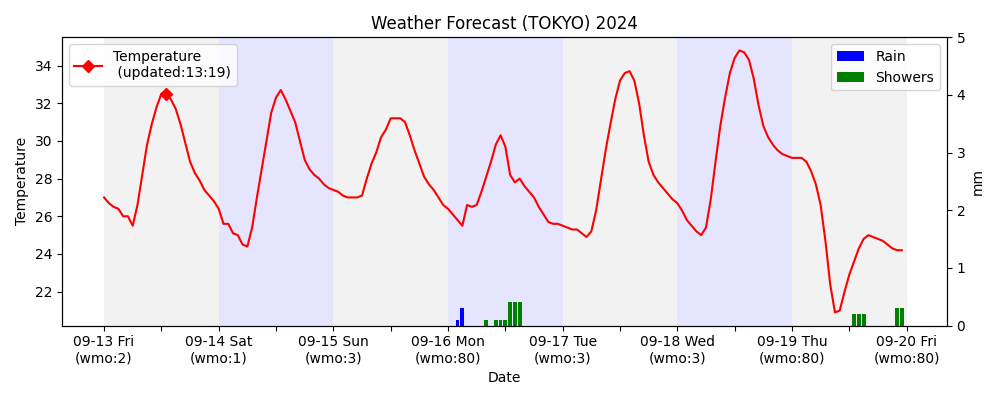 Weather Forecast (TOKYO) 2024
Temperature
(updated:13:19)
Rain
Showers
Temperature
34
32
30
28
26
24
22
5
4
3
2
1
0
mm
09-13 Fri
(wmo:2)
09-14 Sat
(wmo:1)
09-15 Sun
(wmo:3)
09-16 Mon
(wmo:80)
09-17 Tue
(wmo:3)
09-18 Wed
(wmo:3)
09-19 Thu
(wmo:80)
09-20 Fri
(wmo:80)
Date